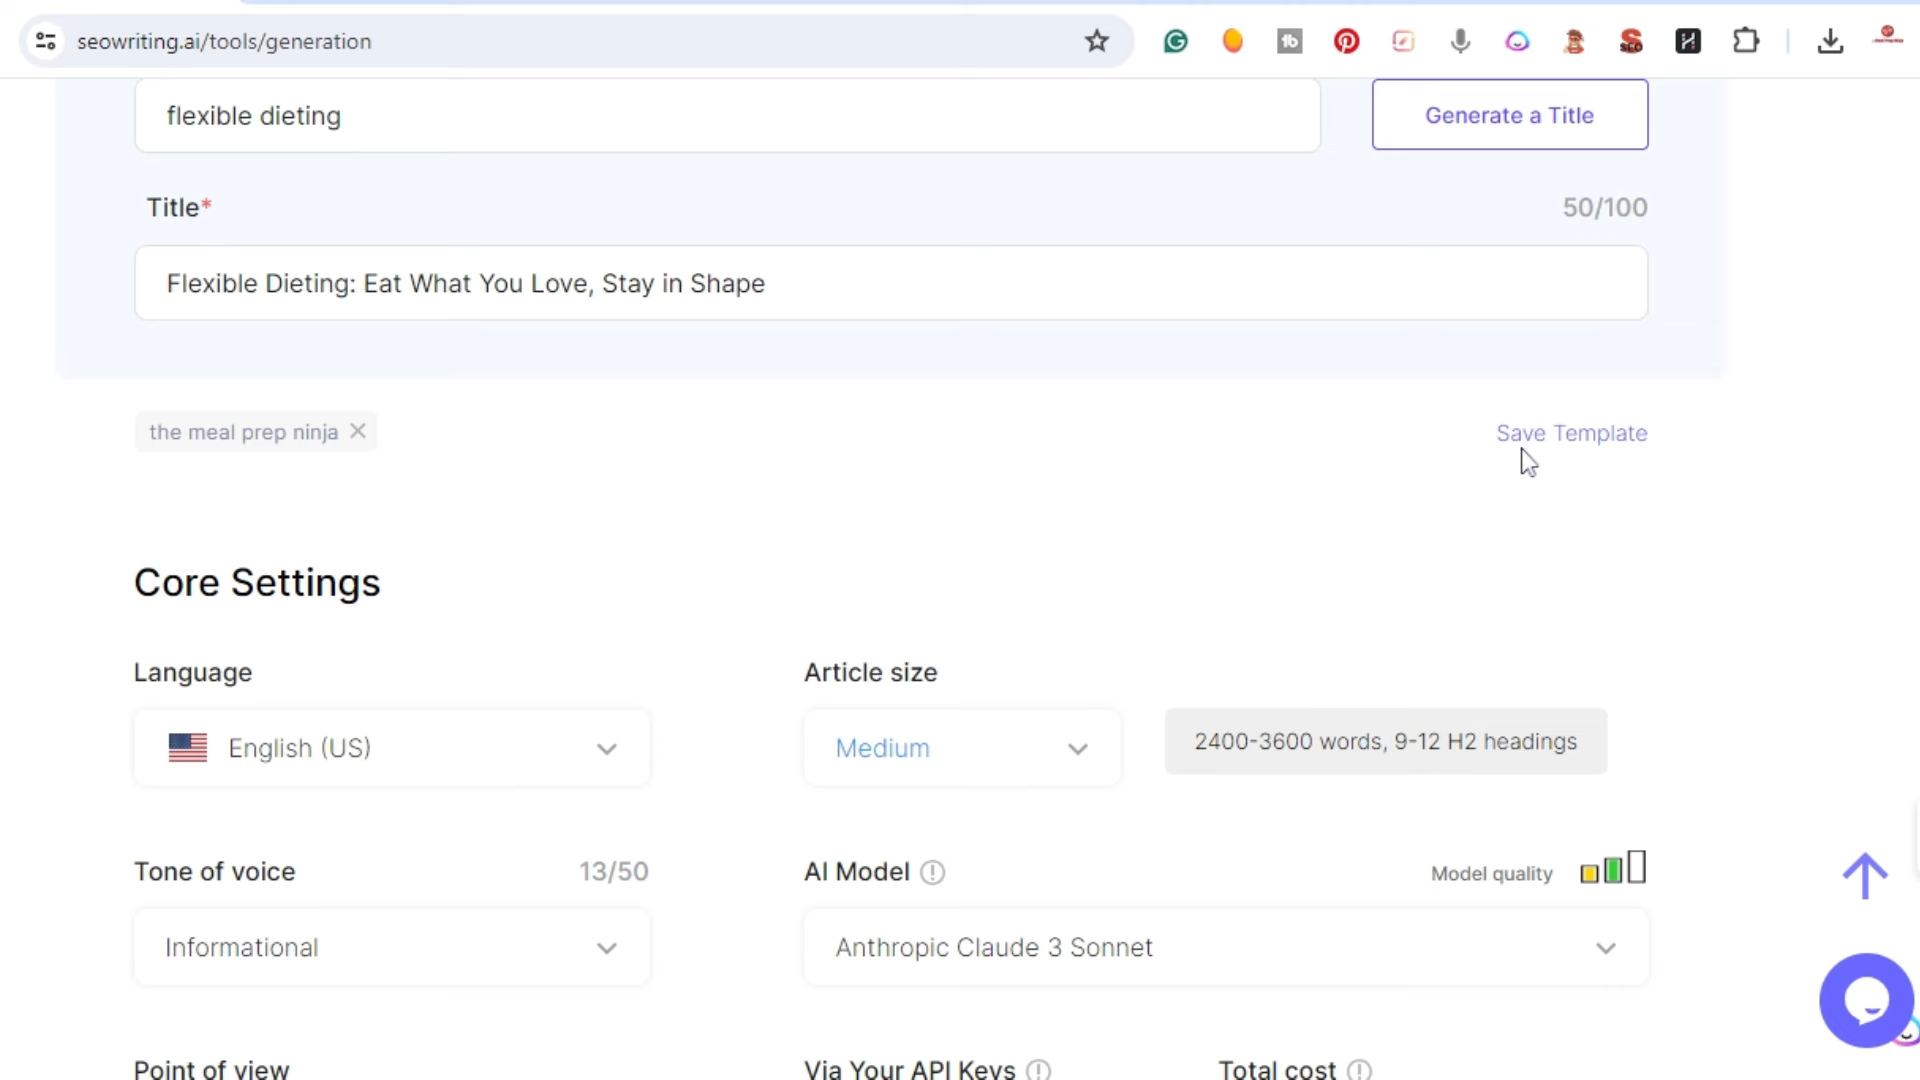 seowriting.ai/tools/generation
flexible dieting
Generate a Title
Title*
50/100
Flexible Dieting: Eat What You Love, Stay in Shape
the meal prep ninja
Save Template
Core Settings
Language
Article size
English (US)
Medium
2400-3600 words, 9-12 H2 headings
Tone of voice
13/50
AI Model
Model quality
Informational
Anthropic Claude 3 Sonnet
Point of view
Via Your API Keys
Total cost